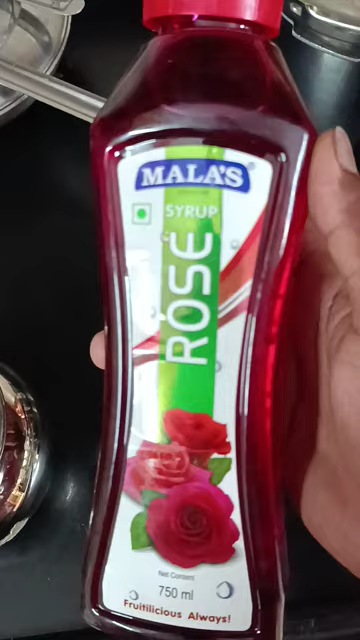 MALA'S
SYRUP
ROSE
Net Content
750 ml
Fruitilicious Always!